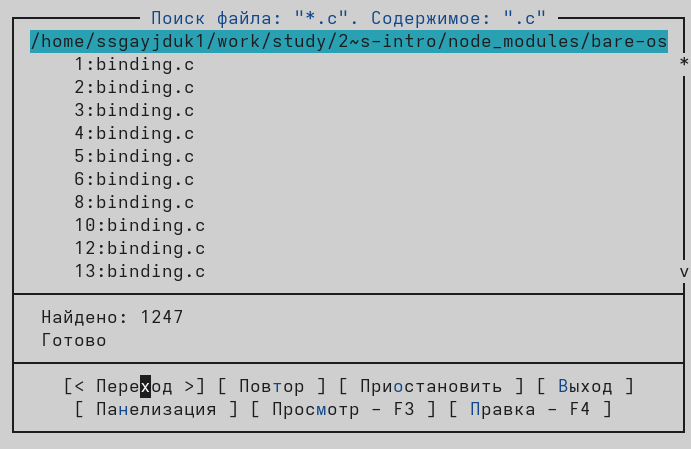 Поиск файла: "*.c". Содержимое: ".c"
/home/ssgayjduk1/work/study/2~s-intro/node_modules/bare-os
1:binding.c
2:binding.c
3:binding.c
4:binding.c
5:binding.c
6:binding.c
8:binding.c
10:binding.c
12:binding.c
13:binding.c
Найдено: 1247
Готово
[< Переход >] [ Повтор ] [ Приостановить ] [ Выход ]
[ Панелизация ] [ Просмотр - F3 ] [ Правка - F4 ]